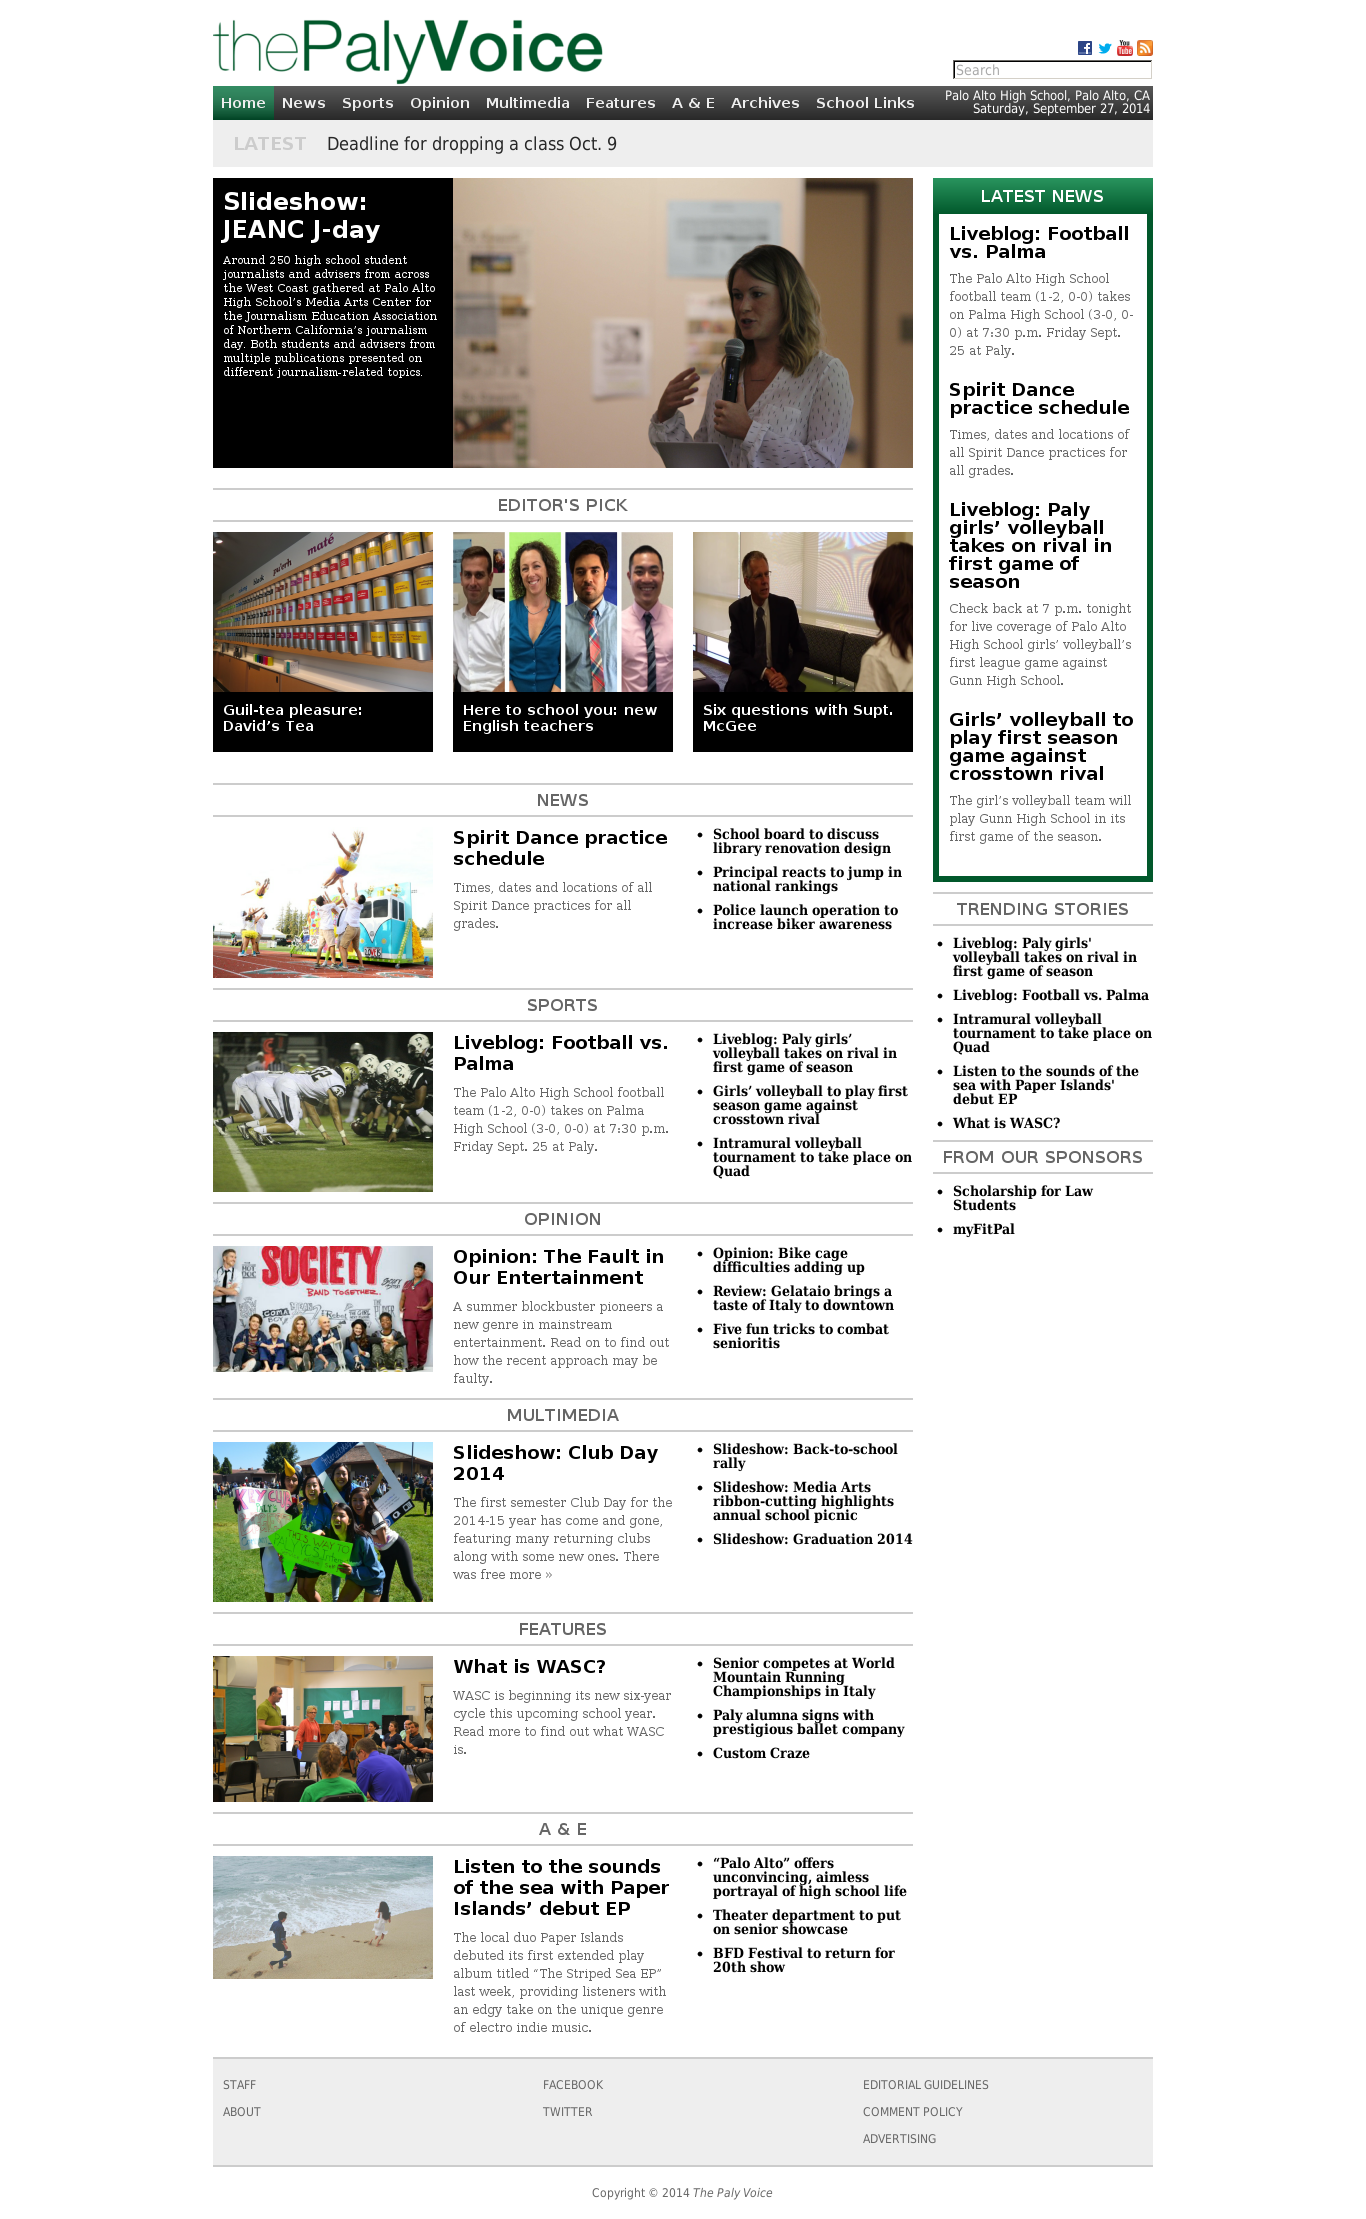 thePalyVoice
Search
Home News Sports Opinion Multimedia Features A & E Archives School Links
Palo Alto High School, Palo Alto, CA
Saturday, September 27, 2014
LATEST Deadline for dropping a class Oct. 9
Slideshow:
JEANC J-day
Around 250 high school student
journalists and advisers from across
the West Coast gathered at Palo Alto
High School’s Media Arts Center for
the Journalism Education Association
of Northern California’s journalism
day. Both students and advisers from
multiple publications presented on
different journalism-related topics.
EDITOR'S PICK
maté
pu'erh
black
Guil-tea pleasure:
David’s Tea
Here to school you: new
English teachers
Six questions with Supt.
McGee
NEWS
Spirit Dance practice
schedule
Times, dates and locations of all
Spirit Dance practices for all
grades.
• School board to discuss
library renovation design
• Principal reacts to jump in
national rankings
• Police launch operation to
increase biker awareness
SPORTS
Liveblog: Football vs.
Palma
The Palo Alto High School football
team (1-2, 0-0) takes on Palma
High School (3-0, 0-0) at 7:30 p.m.
Friday Sept. 25 at Paly.
• Liveblog: Paly girls’
volleyball takes on rival in
first game of season
• Girls’ volleyball to play first
season game against
crosstown rival
• Intramural volleyball
tournament to take place on
Quad
OPINION
SOCIETY
BAND TOGETHER.
Opinion: The Fault in
Our Entertainment
A summer blockbuster pioneers a
new genre in mainstream
entertainment. Read on to find out
how the recent approach may be
faulty.
• Opinion: Bike cage
difficulties adding up
• Review: Gelataio brings a
taste of Italy to downtown
• Five fun tricks to combat
senioritis
MULTIMEDIA
KEY CLUB
THIS WAY TO
Slideshow: Club Day
2014
The first semester Club Day for the
2014-15 year has come and gone,
featuring many returning clubs
along with some new ones. There
was free more »
• Slideshow: Back-to-school
rally
• Slideshow: Media Arts
ribbon-cutting highlights
annual school picnic
• Slideshow: Graduation 2014
FEATURES
What is WASC?
WASC is beginning its new six-year
cycle this upcoming school year.
Read more to find out what WASC
is.
• Senior competes at World
Mountain Running
Championships in Italy
• Paly alumna signs with
prestigious ballet company
• Custom Craze
A & E
Listen to the sounds
of the sea with Paper
Islands’ debut EP
The local duo Paper Islands
debuted its first extended play
album titled “The Striped Sea EP”
last week, providing listeners with
an edgy take on the unique genre
of electro indie music.
• “Palo Alto” offers
unconvincing, aimless
portrayal of high school life
• Theater department to put
on senior showcase
• BFD Festival to return for
20th show
LATEST NEWS
Liveblog: Football
vs. Palma
The Palo Alto High School
football team (1-2, 0-0) takes
on Palma High School (3-0, 0-
0) at 7:30 p.m. Friday Sept.
25 at Paly.
Spirit Dance
practice schedule
Times, dates and locations of
all Spirit Dance practices for
all grades.
Liveblog: Paly
girls’ volleyball
takes on rival in
first game of
season
Check back at 7 p.m. tonight
for live coverage of Palo Alto
High School girls’ volleyball’s
first league game against
Gunn High School.
Girls’ volleyball to
play first season
game against
crosstown rival
The girl’s volleyball team will
play Gunn High School in its
first game of the season.
TRENDING STORIES
• Liveblog: Paly girls'
volleyball takes on rival in
first game of season
• Liveblog: Football vs. Palma
• Intramural volleyball
tournament to take place on
Quad
• Listen to the sounds of the
sea with Paper Islands'
debut EP
• What is WASC?
FROM OUR SPONSORS
• Scholarship for Law
Students
• myFitPal
STAFF
ABOUT
FACEBOOK
TWITTER
EDITORIAL GUIDELINES
COMMENT POLICY
ADVERTISING
Copyright © 2014 The Paly Voice